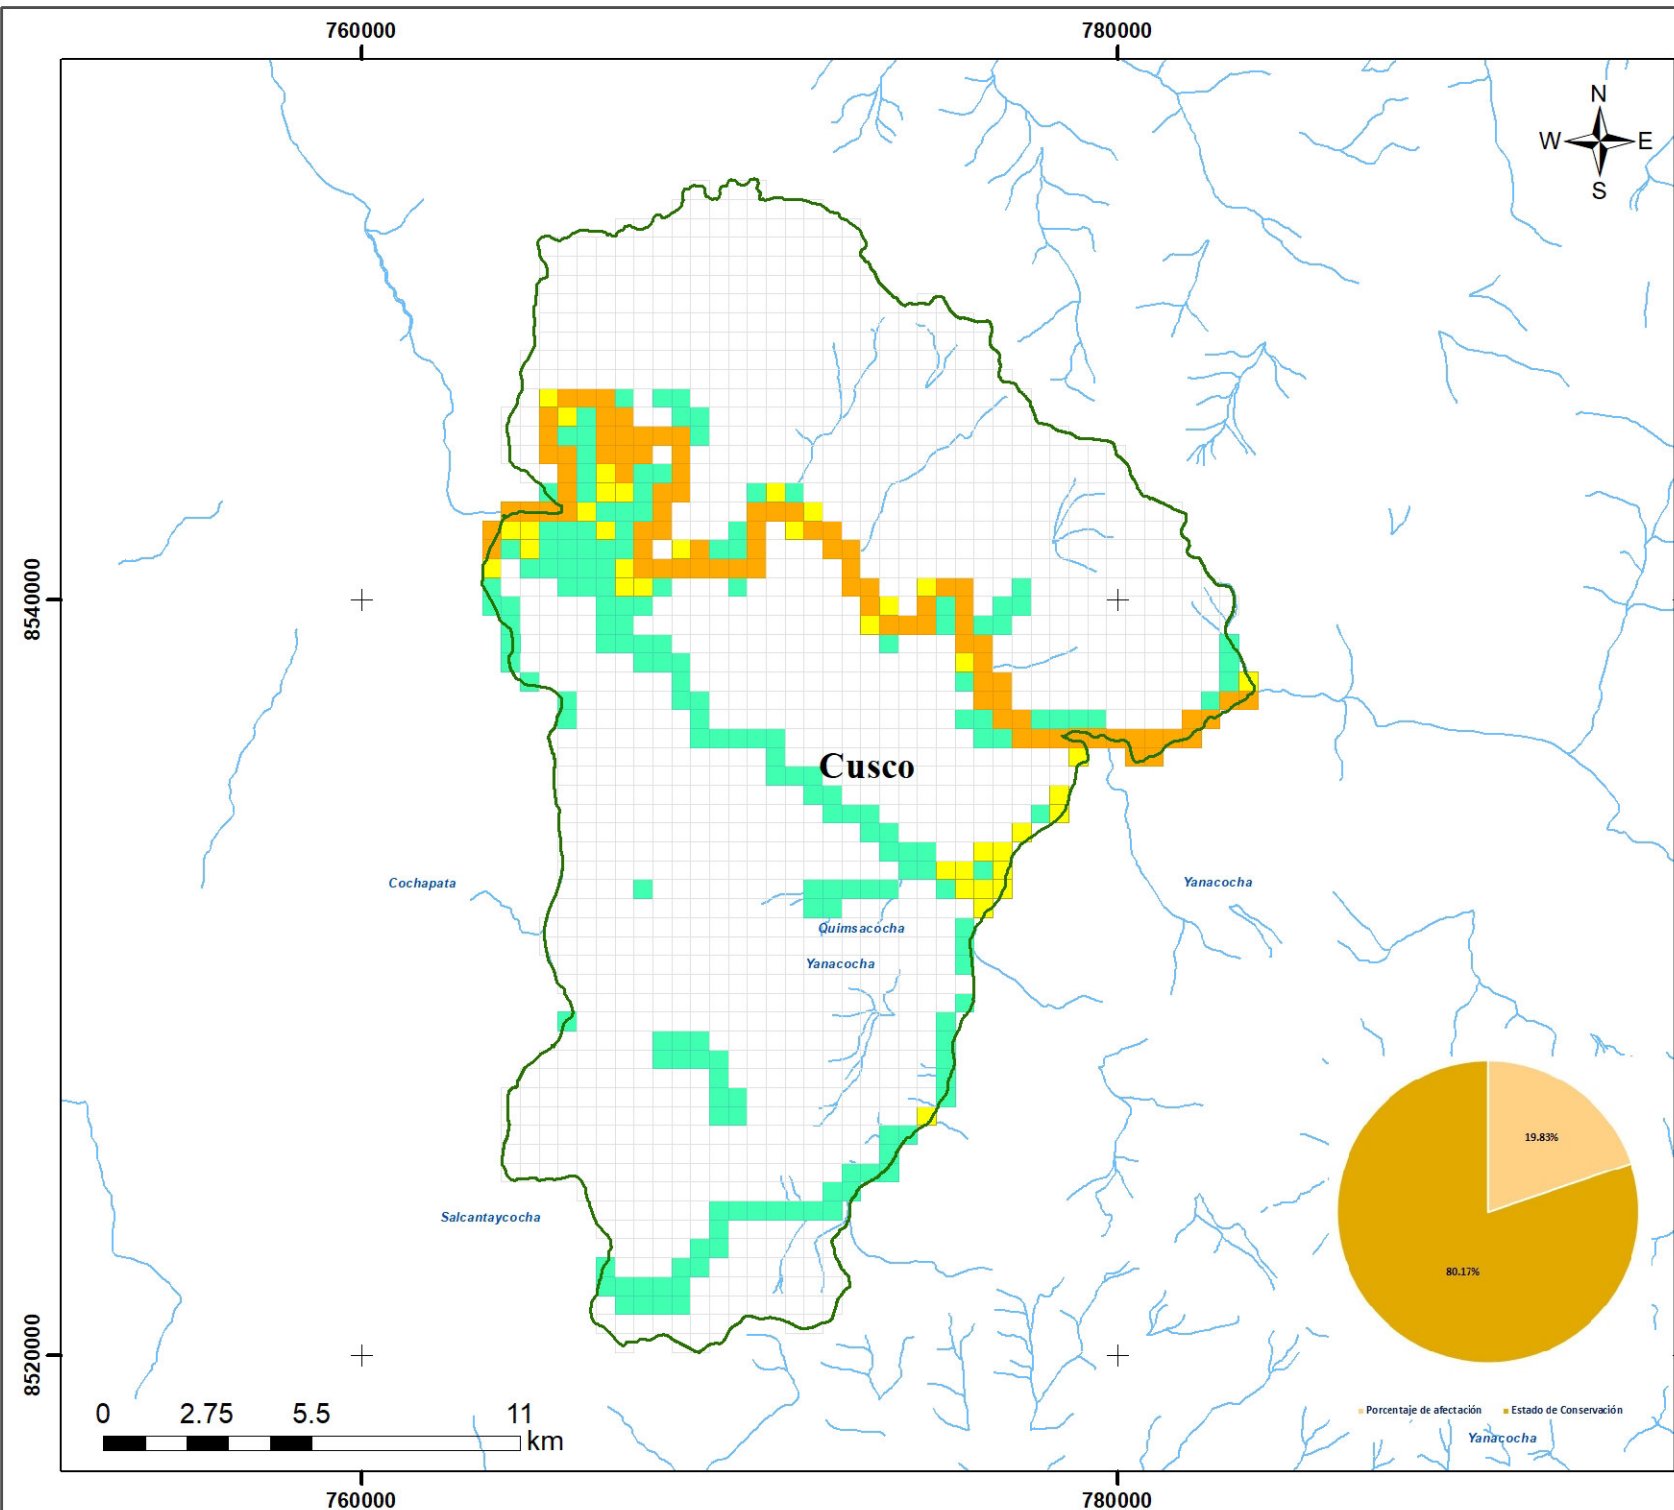 760000 780000
N
W E
S
8540000
Cusco
Cochapata
Yanacocha
Quimsacocha
Yanacocha
19.83%
Salcantaycocha
80.17%
8520000
0 2.75 5.5 11
km
Porcentaje de afectación Estado de Conservación
Yanacocha
760000 780000